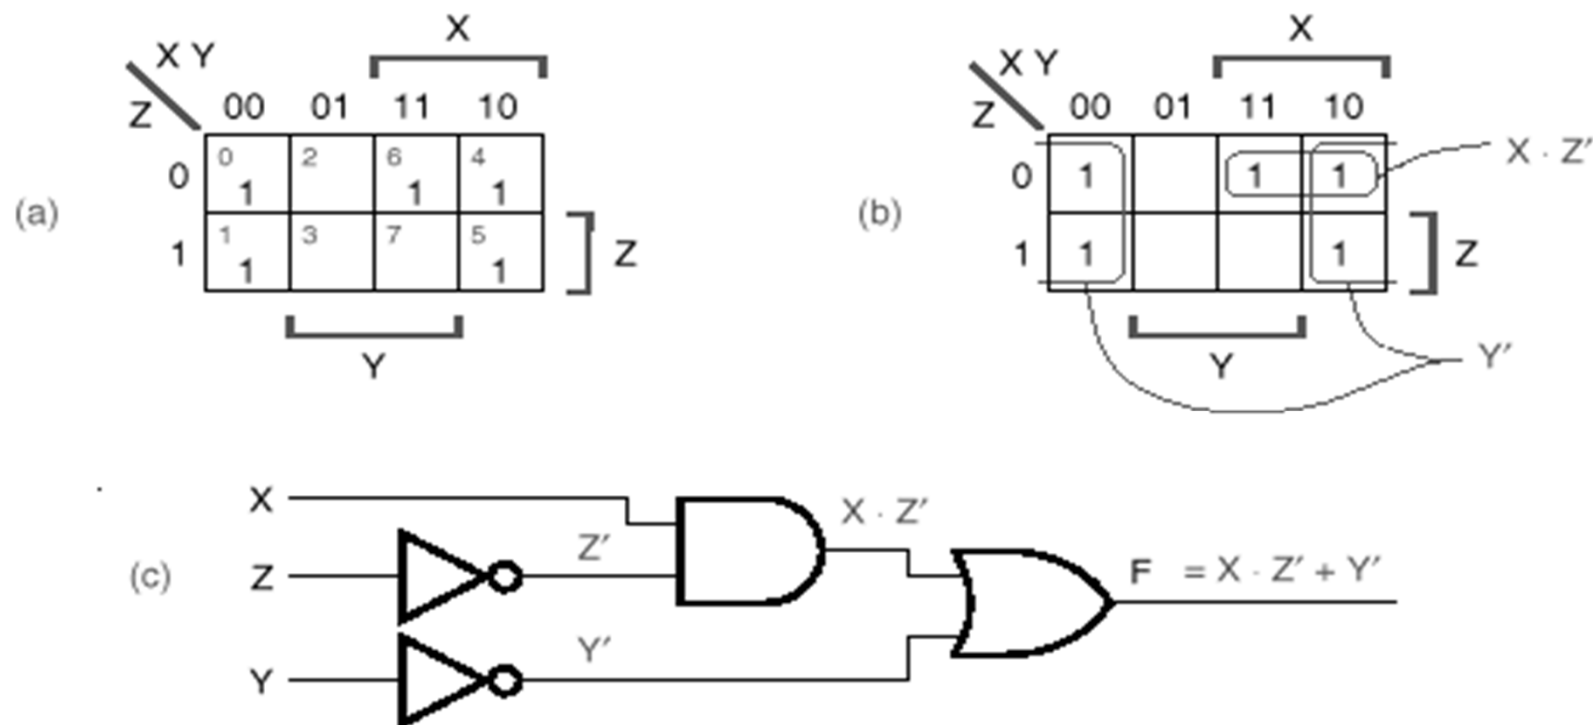 X
X Y
Z
00 01 11 10
0
0 1
2
6 1
4 1
(a)
1
1 1
3
7
5 1
Z
Y
X
X Y
Z
00 01 11 10
0 1 1 1
X · Z′
(b)
1 1 1
Z
Y
Y′
(c)
X
Z
Y
Z′
Y′
X · Z′
F = X · Z′ + Y′